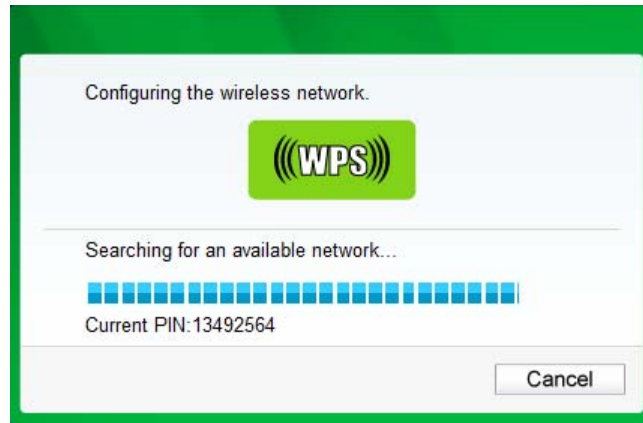 Configuring the wireless network.
(((WPS)))
Searching for an available network...
Current PIN:13492564
Cancel